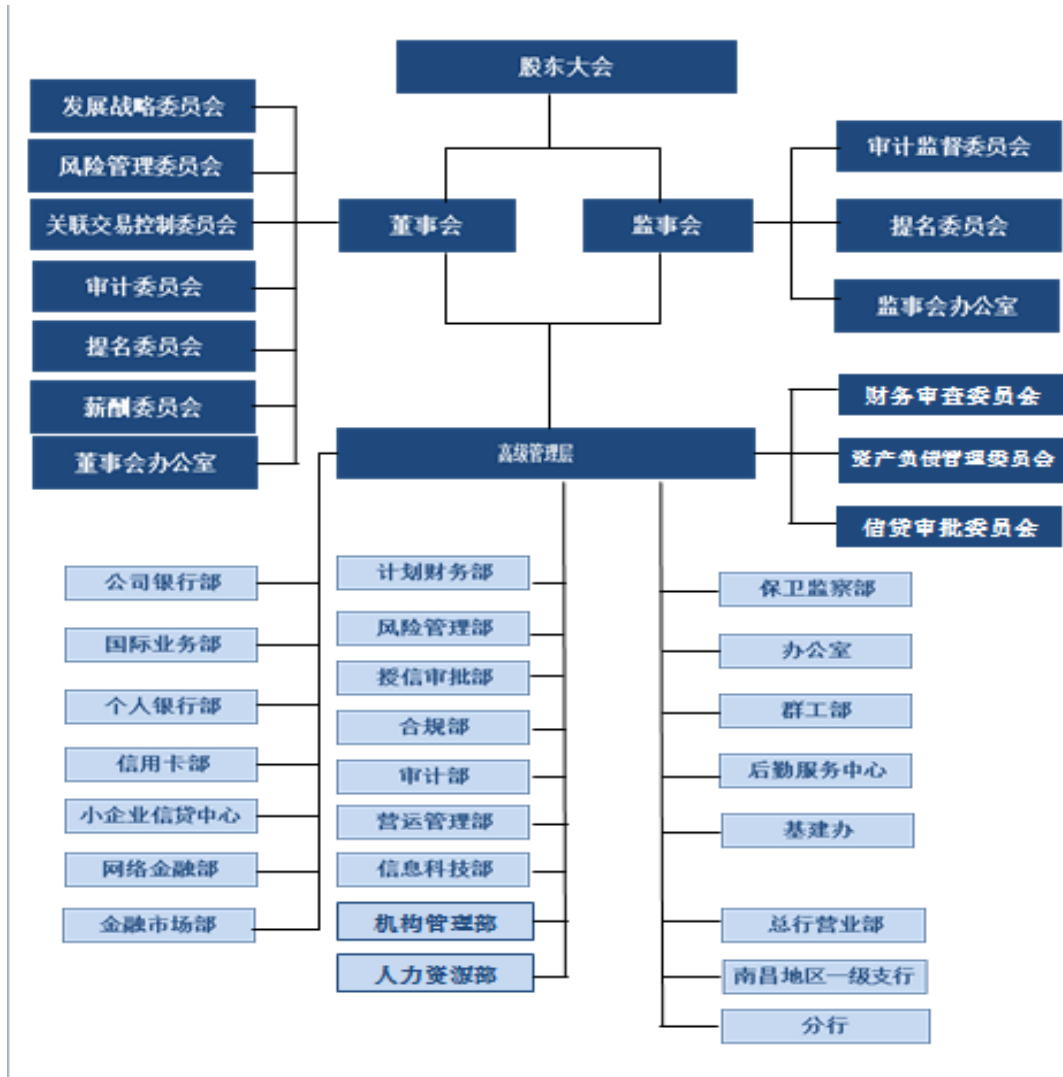 股东大会
发展战略委员会
风险管理委员会
关联交易控制委员会
审计委员会
提名委员会
薪酬委员会
董事会办公室
董事会
监事会
审计监督委员会
提名委员会
监事会办公室
高级管理层
财务审查委员会
资产负债管理委员会
信贷审批委员会
公司银行部
国际业务部
个人银行部
信用卡部
小企业信贷中心
网络金融部
金融市场部
计划财务部
风险管理部
授信审批部
合规部
审计部
营运管理部
信息科技部
机构管理部
人力资源部
保卫监察部
办公室
群工部
后勤服务中心
基建办
总行营业部
南昌地区一级支行
分行